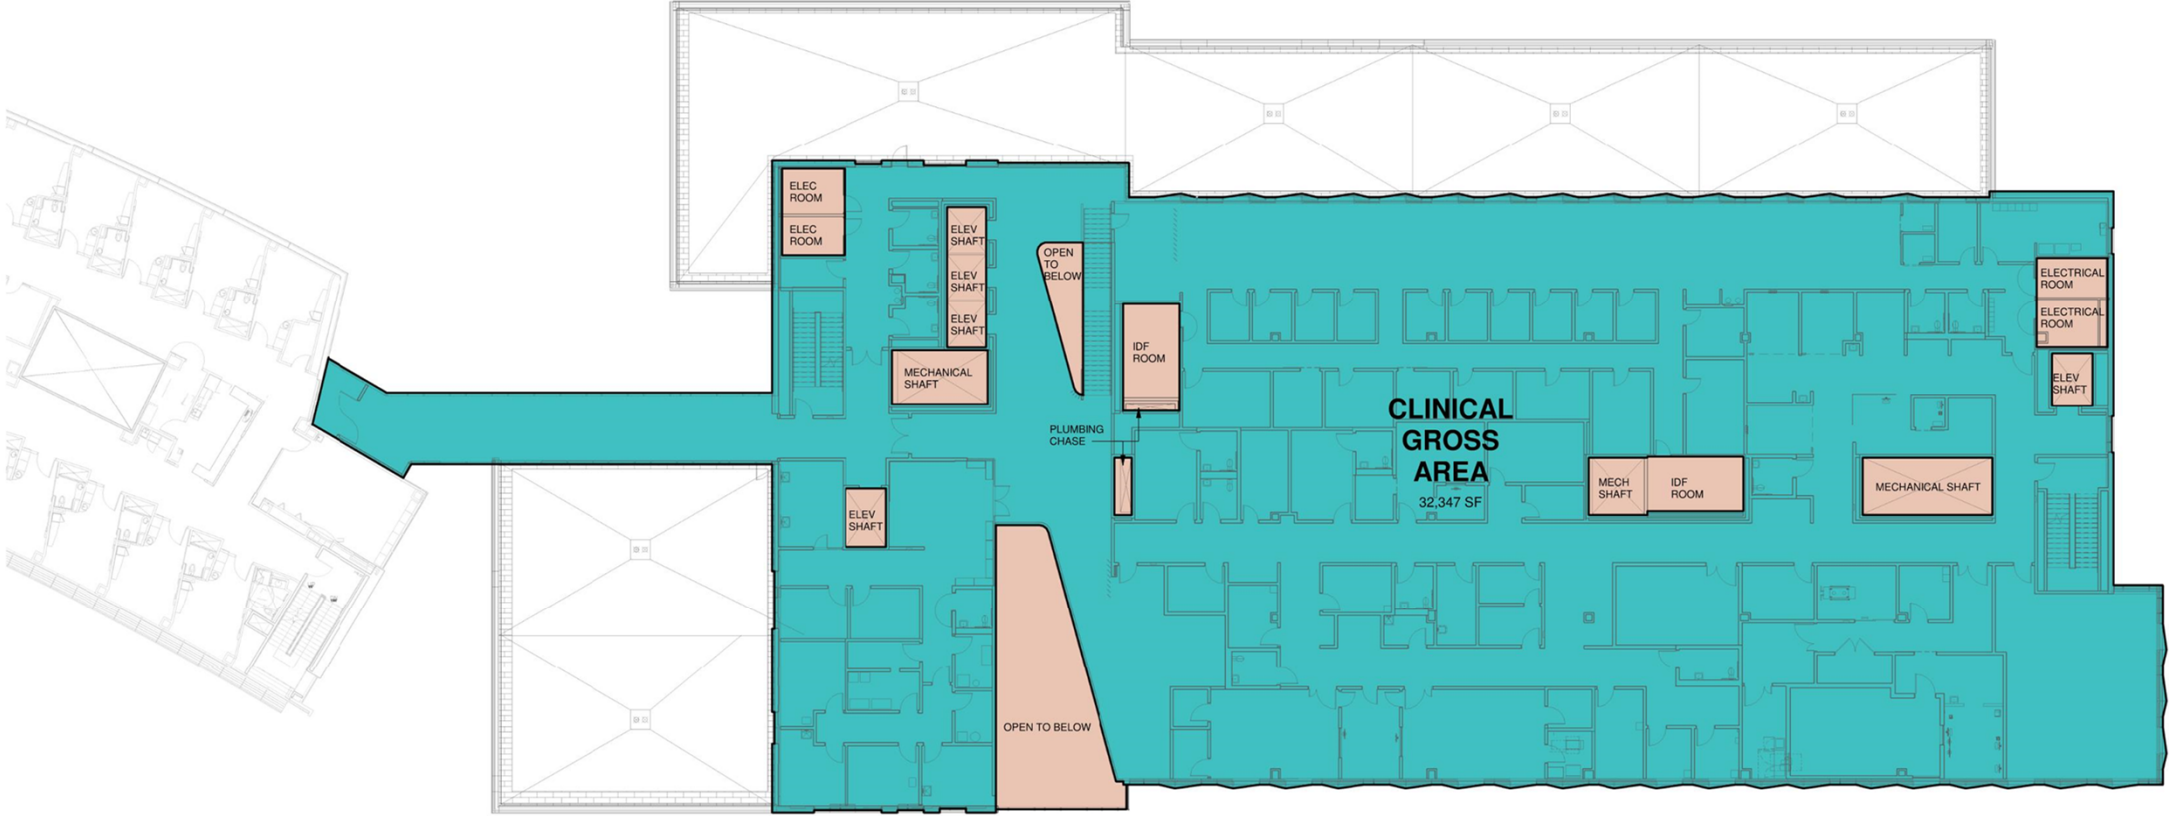 ELEC
ROOM
ELEC
ROOM
ELEV
SHAFT
ELEV
SHAFT
ELEV
SHAFT
MECHANICAL
SHAFT
OPEN
TO
BELOW
IDF
ROOM
PLUMBING
CHASE
CLINICAL
GROSS
AREA
32,347 SF
ELECTRICAL
ROOM
ELECTRICAL
ROOM
ELEV
SHAFT
MECH
SHAFT
IDF
ROOM
MECHANICAL SHAFT
ELEV
SHAFT
OPEN TO BELOW